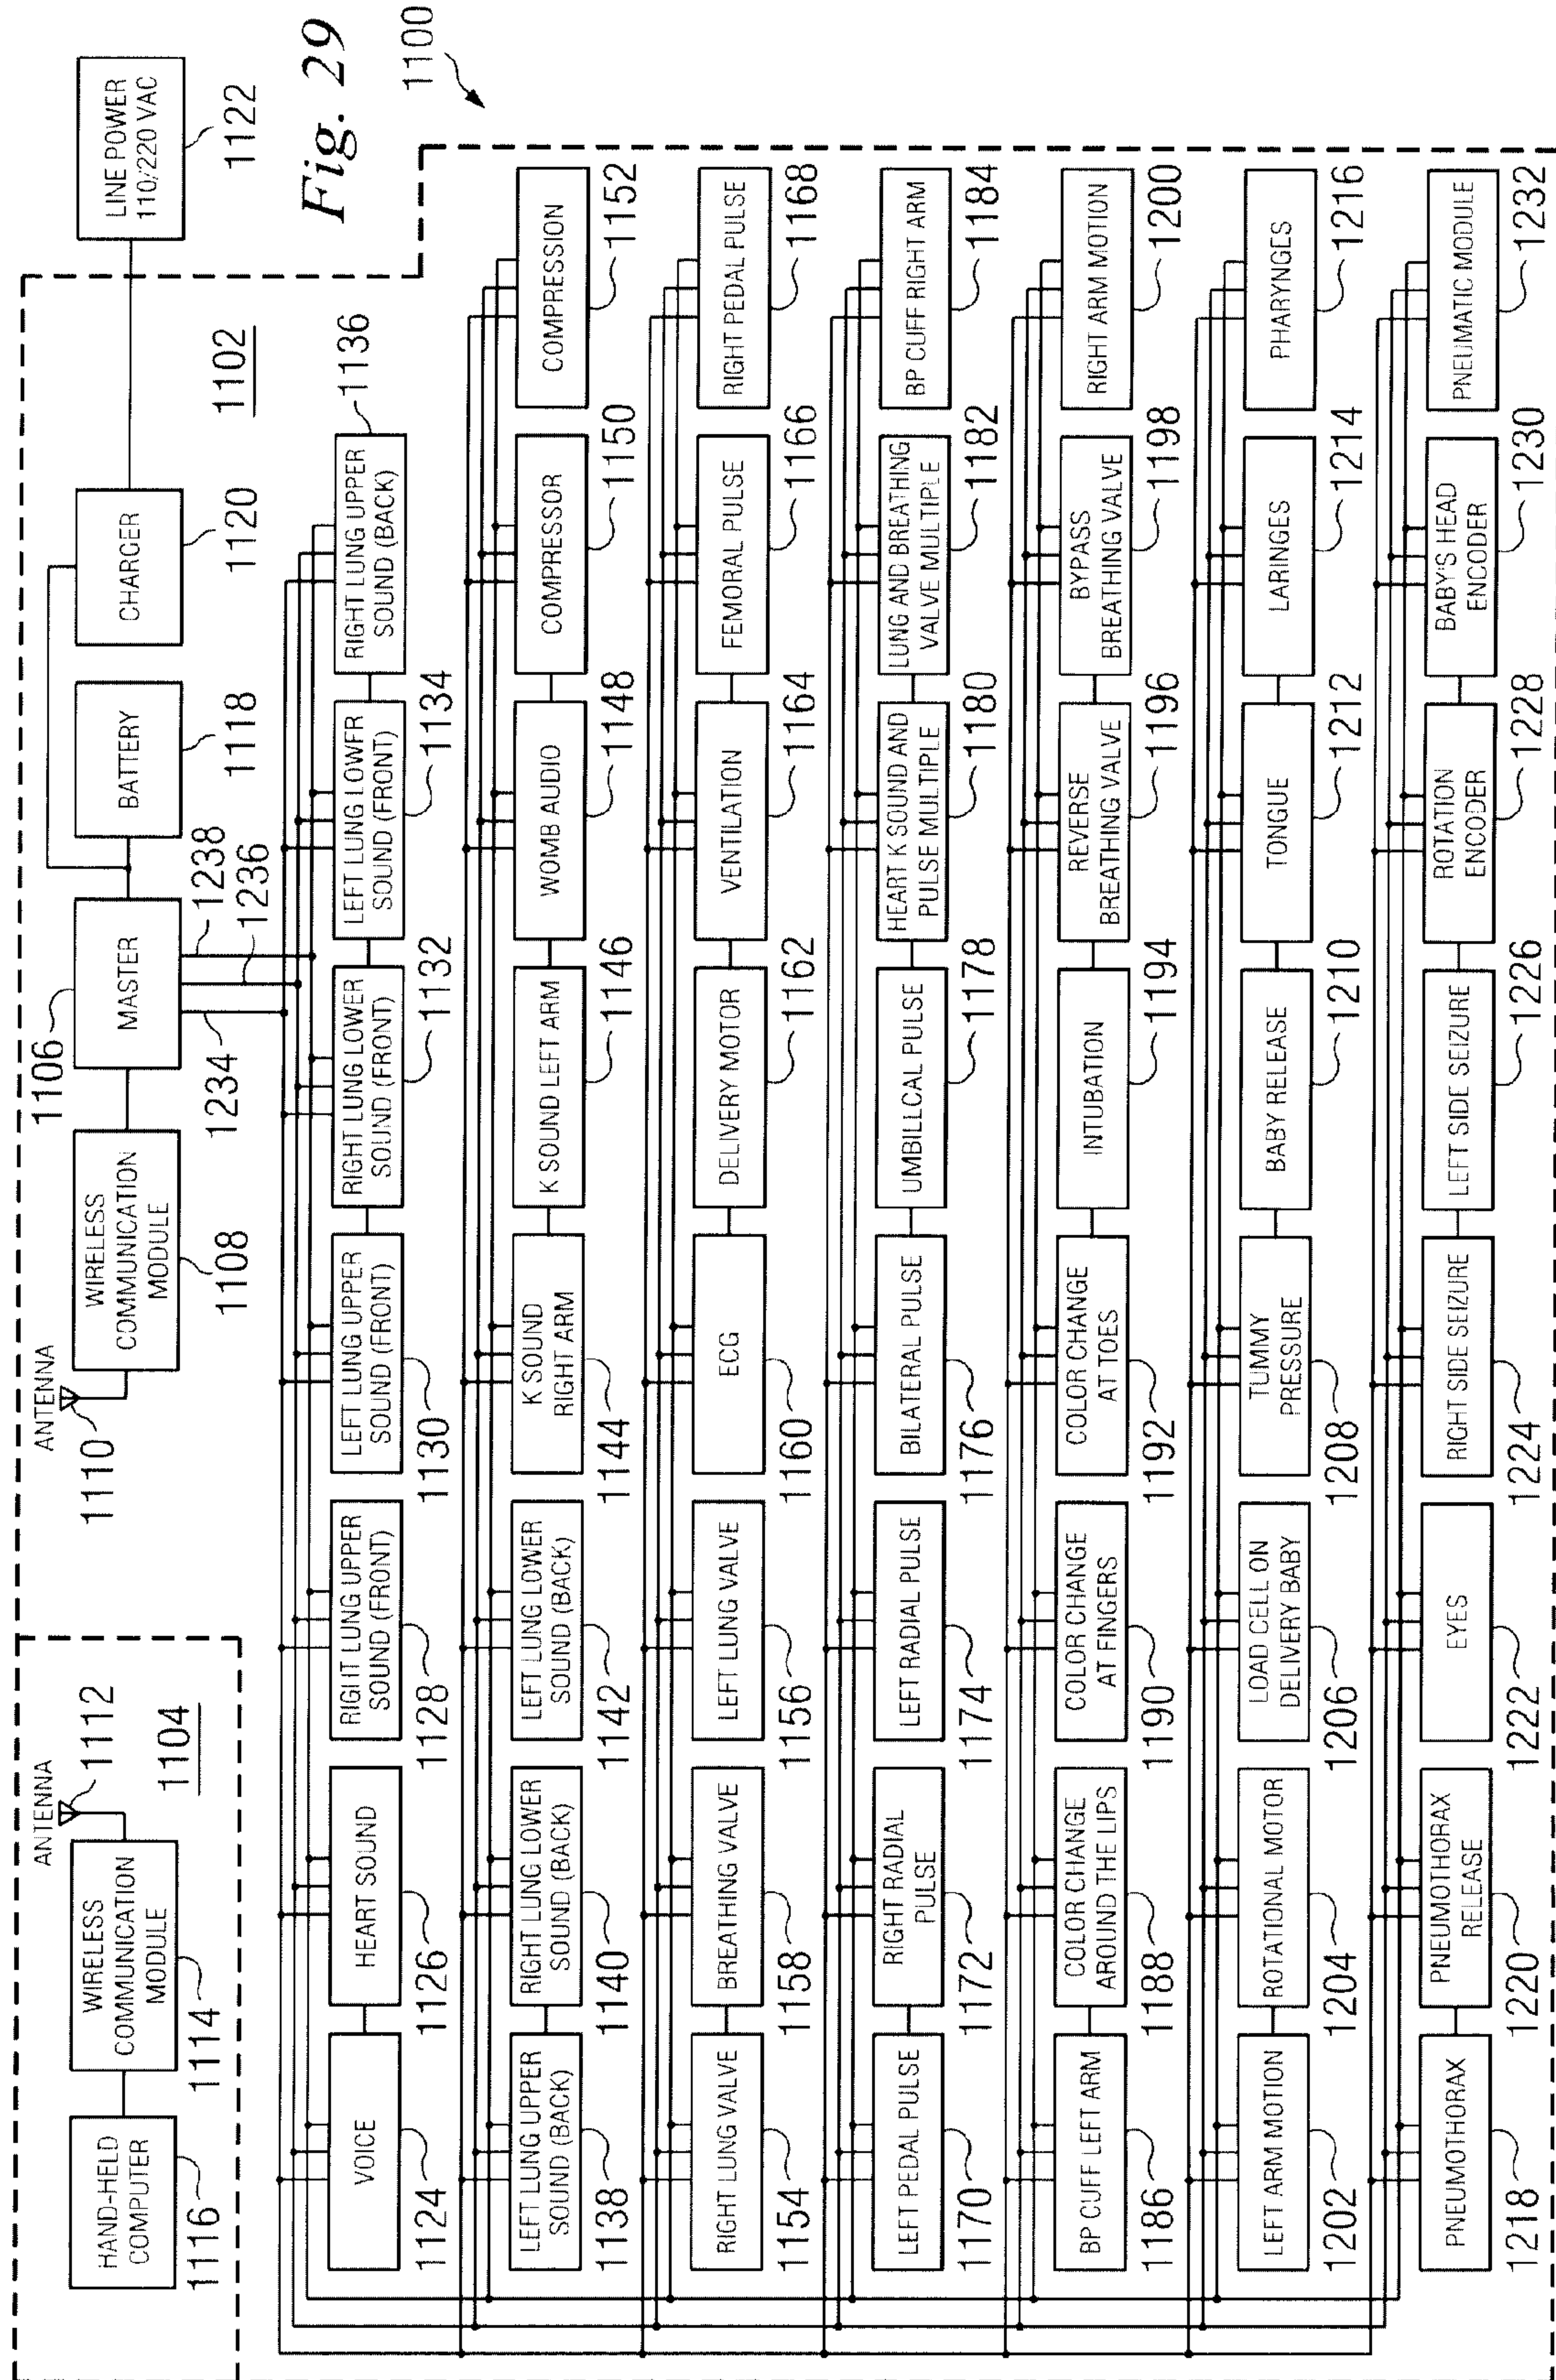 ANTENNA
HAND-HELD
COMPUTER
1116
WIRELESS
COMMUNICATION
MODULE
1114
1112
1104
ANTENNA
1110
WIRELESS
COMMUNICATION
MODULE
1108
1106
MASTER
1234
1236
1238
BATTERY
1118
CHARGER
1120
1102
LINE POWER
110/220 VAC
1122
Fig. 29
1100
VOICE
1124
HEART SOUND
1126
RIGHT LUNG UPPER
SOUND (FRONT)
1128
LEFT LUNG UPPER
SOUND (FRONT)
1130
RIGHT LUNG LOWER
SOUND (FRONT)
1132
LEFT LUNG LOWER
SOUND (FRONT)
1134
RIGHT LUNG UPPER
SOUND (BACK)
1136
LEFT LUNG UPPER
SOUND (BACK)
1138
RIGHT LUNG LOWER
SOUND (BACK)
1140
LEFT LUNG LOWER
SOUND (BACK)
1142
K SOUND
RIGHT ARM
1144
K SOUND LEFT ARM
1146
WOMB AUDIO
1148
COMPRESSOR
1150
COMPRESSION
1152
RIGHT LUNG VALVE
1154
BREATHING VALVE
1158
LEFT LUNG VALVE
1156
ECG
1160
DELIVERY MOTOR
1162
VENTILATION
1164
FEMORAL PULSE
1166
RIGHT PEDAL PULSE
1168
LEFT PEDAL PULSE
1170
RIGHT RADIAL
PULSE
1172
LEFT RADIAL PULSE
1174
BILATERAL PULSE
1176
UMBILLCAL PULSE
1178
HEART K SOUND AND
PULSE MULTIPLE
1180
LUNG AND BREATHING
VALVE MULTIPLE
1182
BP CUFF RIGHT ARM
1184
BP CUFF LEFT ARM
1186
COLOR CHANGE
AROUND THE LIPS
1188
COLOR CHANGE
AT FINGERS
1190
COLOR CHANGE
AT TOES
1192
INTUBATION
1194
REVERSE
BREATHING VALVE
1196
BYPASS
BREATHING VALVE
1198
RIGHT ARM MOTION
1200
LEFT ARM MOTION
1202
ROTATIONAL MOTOR
1204
LOAD CELL ON
DELIVERY BABY
1206
TUMMY
PRESSURE
1208
BABY RELEASE
1210
TONGUE
1212
LARINGES
1214
PHARYNGES
1216
PNEUMOTHORAX
1218
PNEUMOTHORAX
RELEASE
1220
EYES
1222
RIGHT SIDE SEIZURE
1224
LEFT SIDE SEIZURE
1226
ROTATION
ENCODER
1228
BABY'S HEAD
ENCODER
1230
PNEUMATIC MODULE
1232